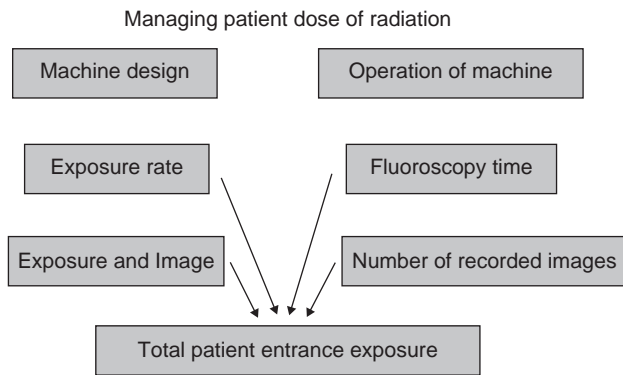 Managing patient dose of radiation
Machine design
Operation of machine
Exposure rate
Fluoroscopy time
Exposure and Image
Number of recorded images
Total patient entrance exposure